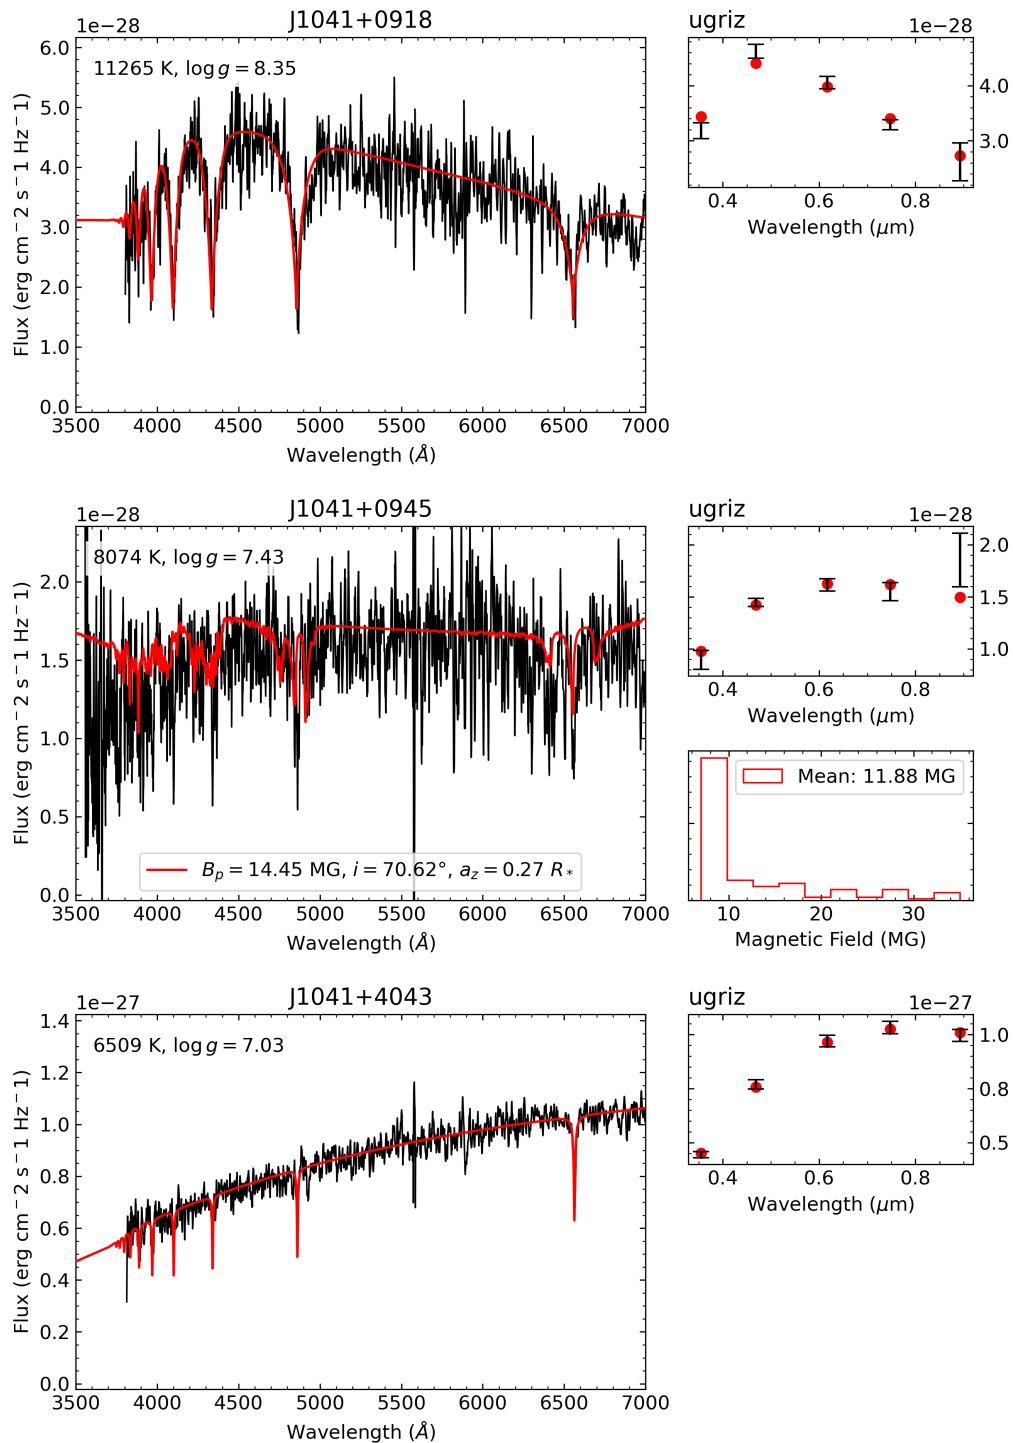 J1041+0918
1e−28
11265 K, log g = 8.35
6.0
5.0
4.0
3.0
2.0
1.0
0.0
Flux (erg cm⁻2 s⁻1 Hz⁻1)
3500 4000 4500 5000 5500 6000 6500 7000
Wavelength (Å)
ugriz
1e−28
4.0
3.0
0.4 0.6 0.8
Wavelength (μm)
J1041+0945
1e−28
8074 K, log g = 7.43
2.0
1.5
1.0
0.5
0.0
Flux (erg cm⁻2 s⁻1 Hz⁻1)
B_p = 14.45 MG, i = 70.62°, a_z = 0.27 R_*
3500 4000 4500 5000 5500 6000 6500 7000
Wavelength (Å)
ugriz
1e−28
2.0
1.5
1.0
0.4 0.6 0.8
Wavelength (μm)
Mean: 11.88 MG
10 20 30
Magnetic Field (MG)
J1041+4043
1e−27
6509 K, log g = 7.03
1.4
1.2
1.0
0.8
0.6
0.4
0.2
0.0
Flux (erg cm⁻2 s⁻1 Hz⁻1)
3500 4000 4500 5000 5500 6000 6500 7000
Wavelength (Å)
ugriz
1e−27
1.0
0.8
0.5
0.4 0.6 0.8
Wavelength (μm)